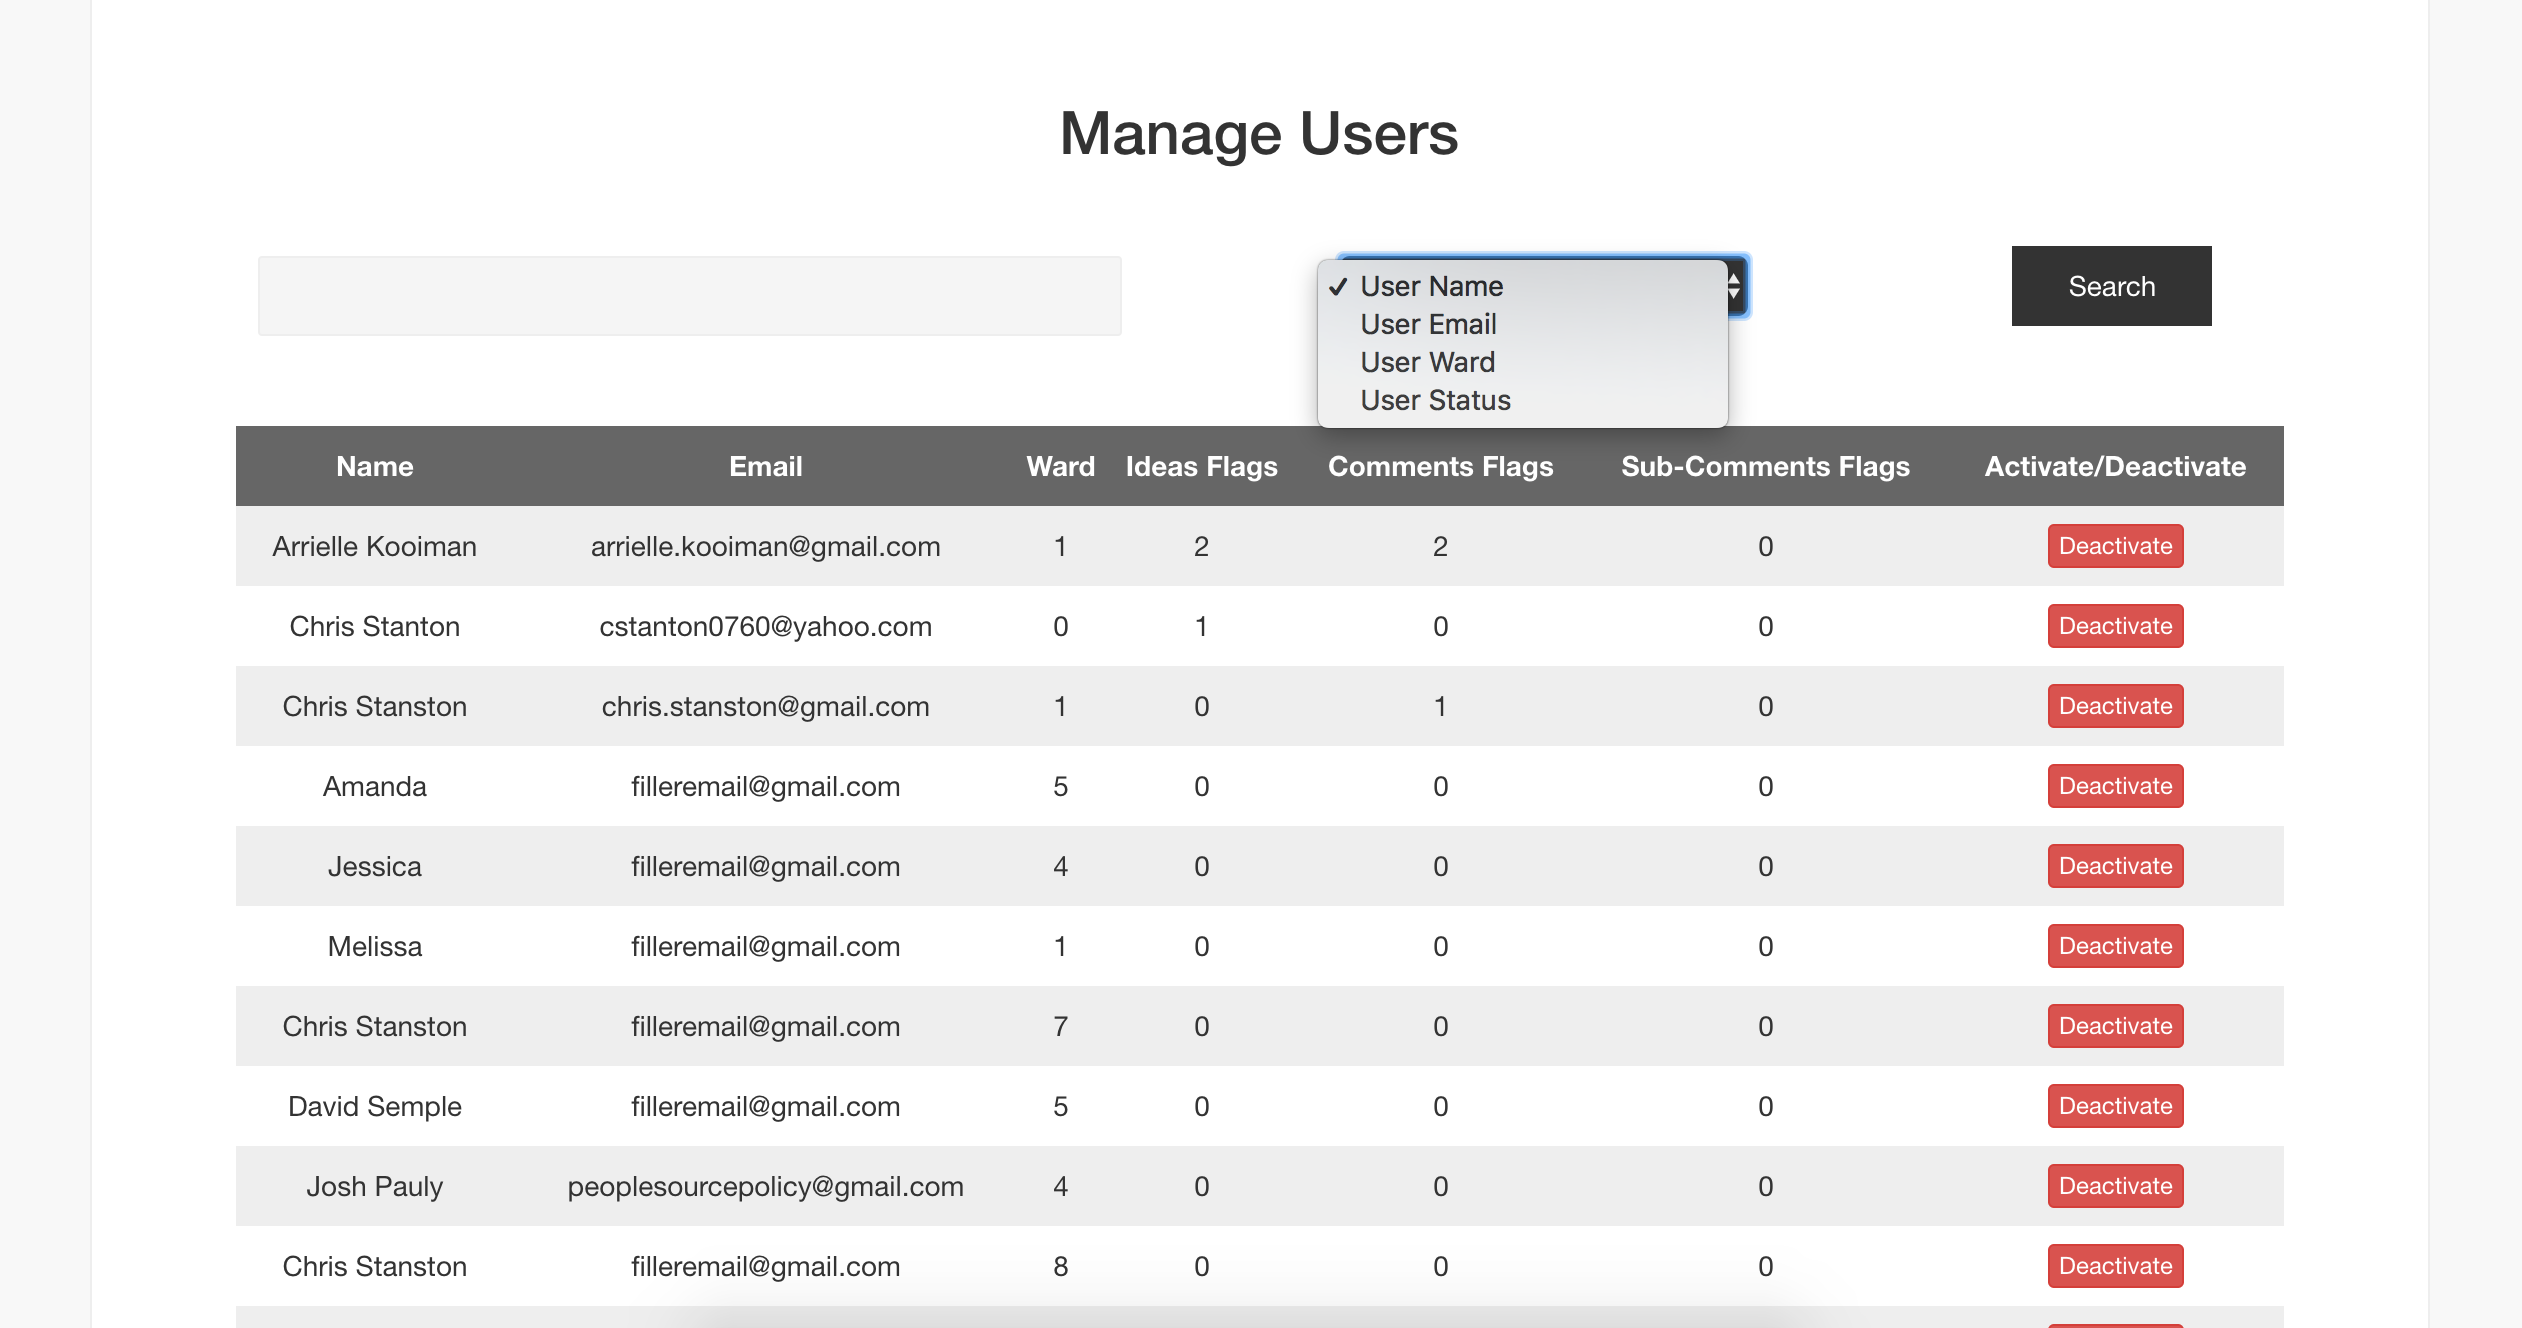 Manage Users
✓ User Name
User Email
User Ward
User Status
Search
Name Email Ward Ideas Flags Comments Flags Sub-Comments Flags Activate/Deactivate
Arrielle Kooiman arrielle.kooiman@gmail.com 1 2 2 0 Deactivate
Chris Stanton cstanton0760@yahoo.com 0 1 0 0 Deactivate
Chris Stanston chris.stanston@gmail.com 1 0 1 0 Deactivate
Amanda filleremail@gmail.com 5 0 0 0 Deactivate
Jessica filleremail@gmail.com 4 0 0 0 Deactivate
Melissa filleremail@gmail.com 1 0 0 0 Deactivate
Chris Stanston filleremail@gmail.com 7 0 0 0 Deactivate
David Semple filleremail@gmail.com 5 0 0 0 Deactivate
Josh Pauly peoplesourcepolicy@gmail.com 4 0 0 0 Deactivate
Chris Stanston filleremail@gmail.com 8 0 0 0 Deactivate